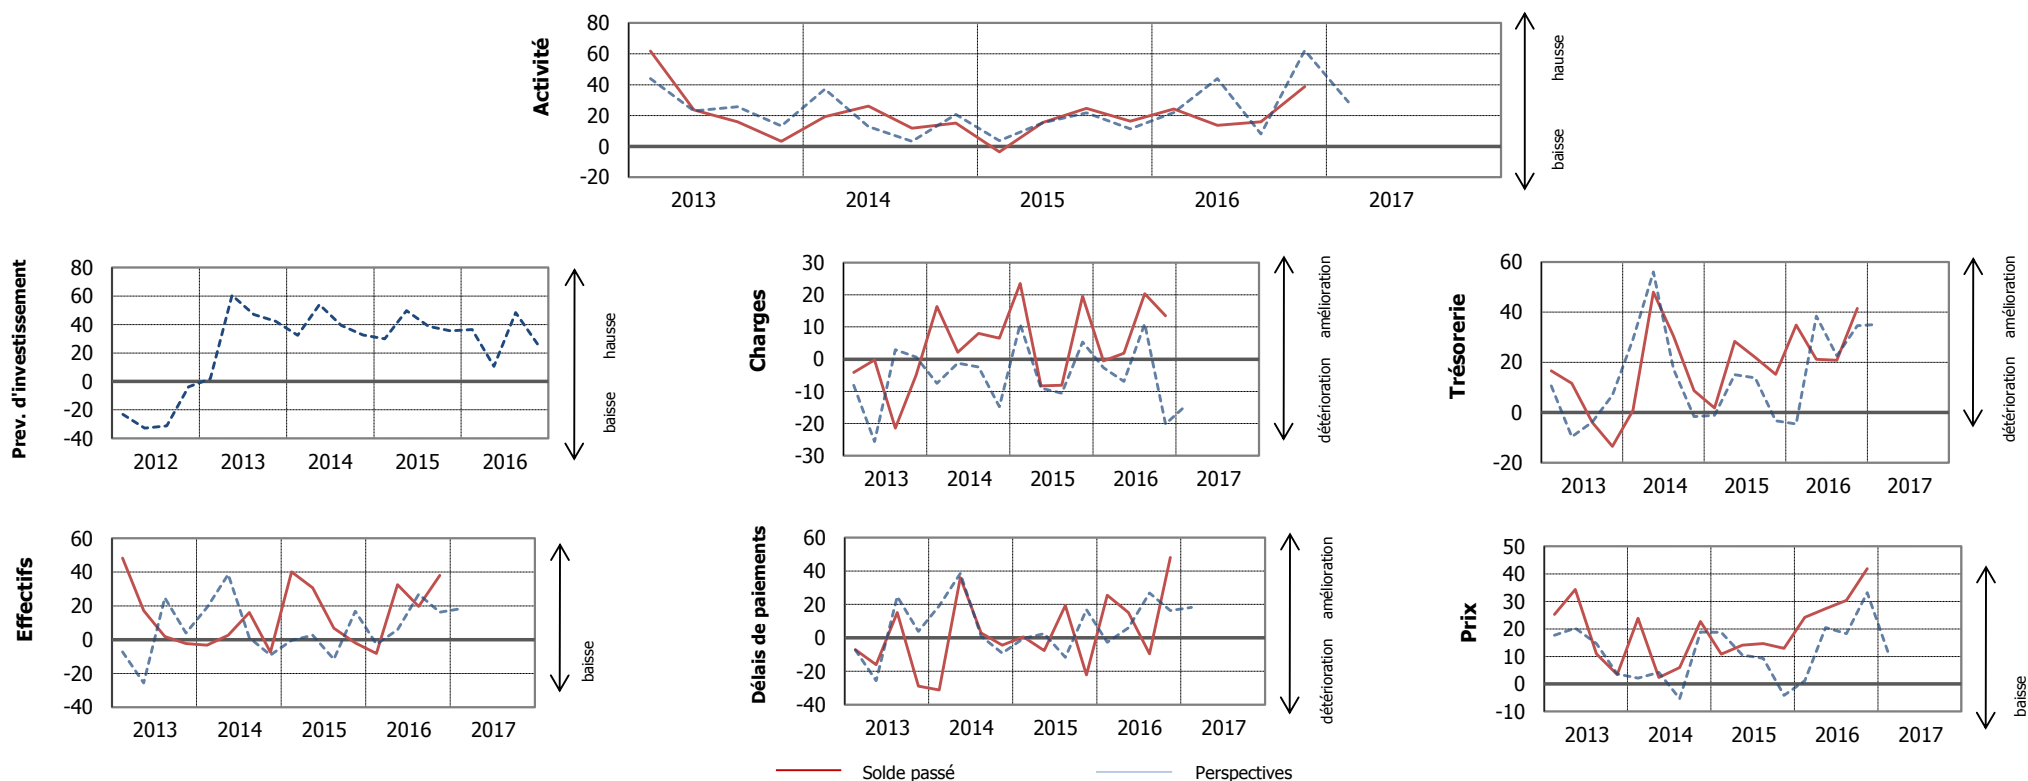 Activité
80
60
40
20
0
-20
2013 2014 2015 2016 2017
hausse
baisse
Prev. d'investissement
80
60
40
20
0
-20
-40
2012 2013 2014 2015 2016
hausse
baisse
Charges
30
20
10
0
-10
-20
-30
2013 2014 2015 2016 2017
amélioration
détérioration
Trésorerie
60
40
20
0
-20
2013 2014 2015 2016 2017
amélioration
détérioration
Effectifs
60
40
20
0
-20
-40
2013 2014 2015 2016 2017
baisse
Délais de paiements
60
40
20
0
-20
-40
2013 2014 2015 2016 2017
amélioration
détérioration
Prix
50
40
30
20
10
0
-10
2013 2014 2015 2016 2017
baisse
Solde passé Perspectives